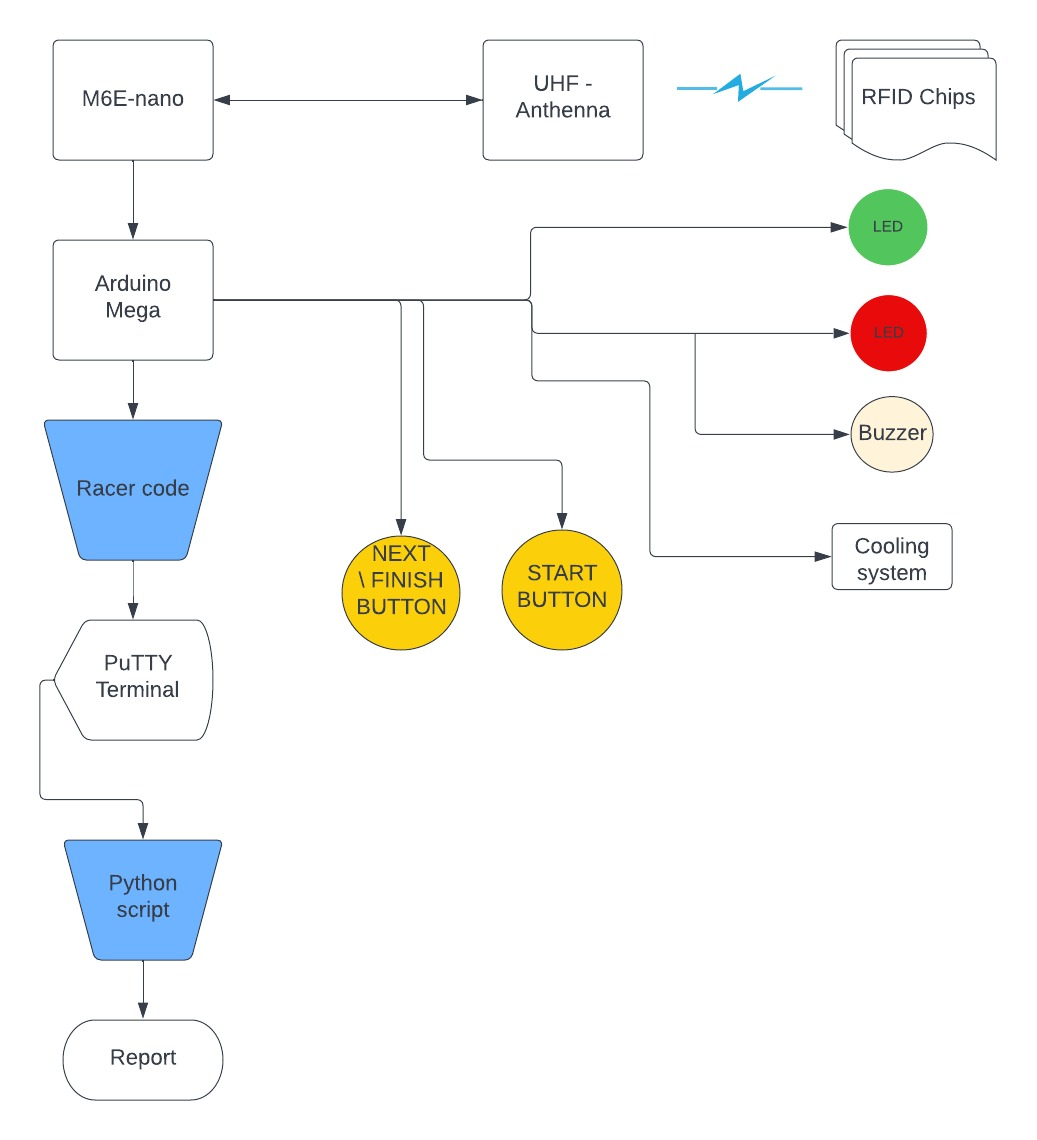 M6E-nano
UHF -
Anthenna
RFID Chips
LED
Arduino
Mega
LED
Buzzer
Racer code
NEXT
\ FINISH
BUTTON
START
BUTTON
Cooling
system
PuTTY
Terminal
Python
script
Report